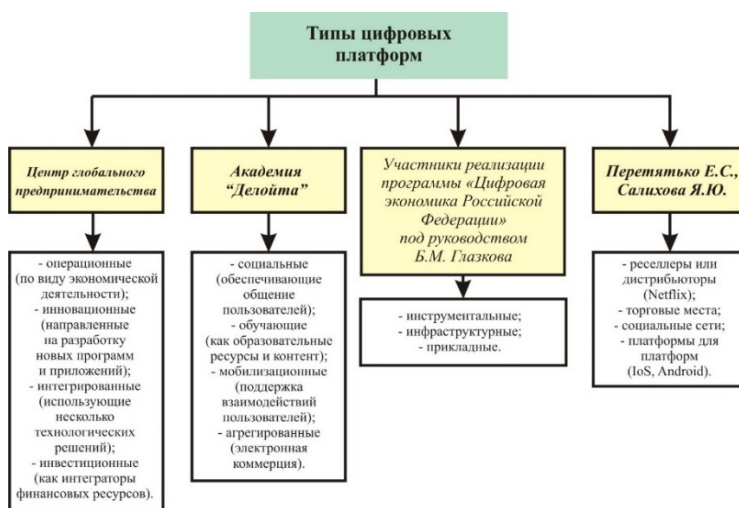 Типы цифровых
платформ
Центр глобального
предпринимательства
Академия
“Делойта”
Участники реализации
программы «Цифровая
экономика Российской
Федерации»
под руководством
Б.М. Глазкова
Перетятько Е.С.,
Салихова Я.Ю.
- операционные
(по виду экономической
деятельности);
- инновационные
(направленные
на разработку
новых программ
и приложений);
- интегрированные
(использующие
несколько
технологических
решений);
- инвестиционные
(как интеграторы
финансовых ресурсов).
- социальные
(обеспечивающие
общение
пользователей);
- обучающие
(как образовательные
ресурсы и контент);
- мобилизационные
(поддержка
взаимодействий
пользователей);
- агрегированные
(электронная
коммерция).
- инструментальные;
- инфраструктурные;
- прикладные.
- реселлеры или
дистрибьюторы
(Netflix);
- торговые места;
- социальные сети;
- платформы для
платформ
(IoS, Android).